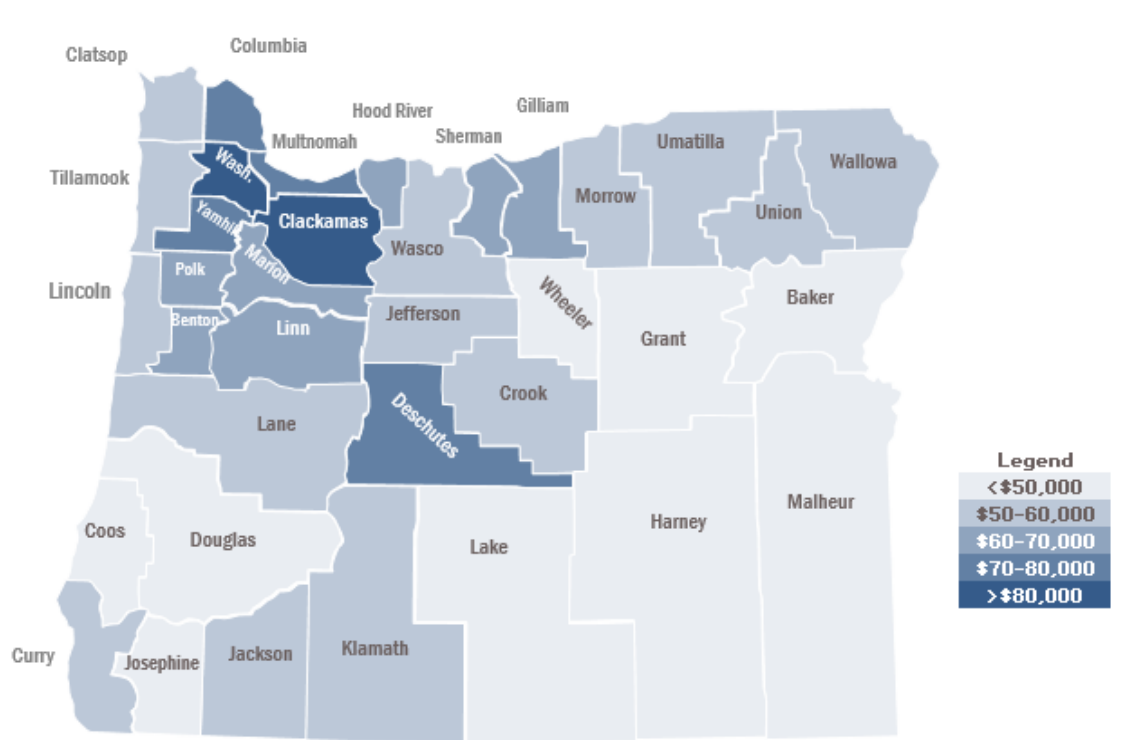 Columbia
Clatsop
Gilliam
Hood River
Sherman
Multnomah
Umatilla
Wash.
Wallowa
Tillamook
Morrow
Yamhil
Clackamas
Union
Wasco
Marion
Polk
Lincoln
Wheeler
Baker
Benton
Jefferson
Linn
Grant
Crook
Lane
Deschutes
Legend
<$50,000
$50-60,000
$60-70,000
$70-80,000
>$80,000
Malheur
Harney
Coos
Douglas
Lake
Curry
Josephine
Jackson
Klamath